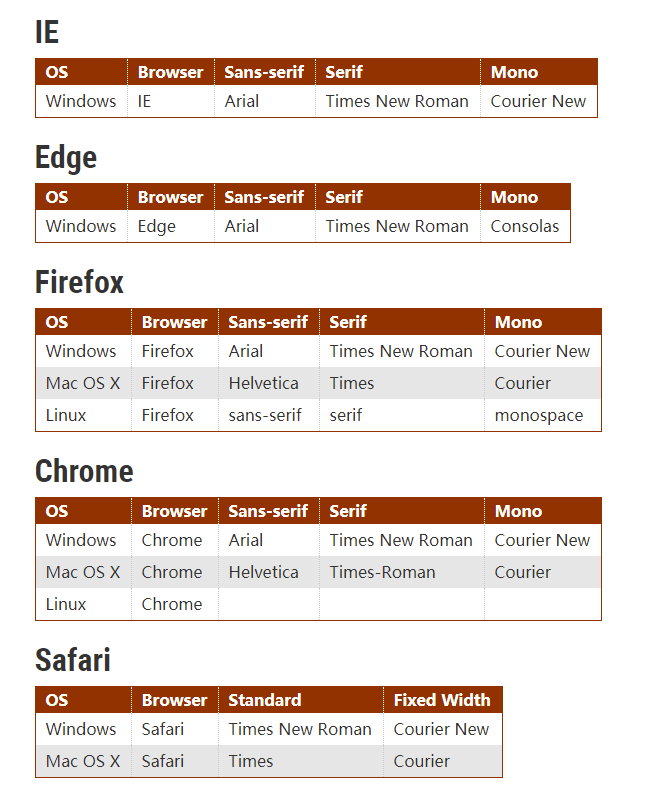 IE
OS Browser Sans-serif Serif Mono
Windows IE Arial Times New Roman Courier New
Edge
OS Browser Sans-serif Serif Mono
Windows Edge Arial Times New Roman Consolas
Firefox
OS Browser Sans-serif Serif Mono
Windows Firefox Arial Times New Roman Courier New
Mac OS X Firefox Helvetica Times Courier
Linux Firefox sans-serif serif monospace
Chrome
OS Browser Sans-serif Serif Mono
Windows Chrome Arial Times New Roman Courier New
Mac OS X Chrome Helvetica Times-Roman Courier
Linux Chrome
Safari
OS Browser Standard Fixed Width
Windows Safari Times New Roman Courier New
Mac OS X Safari Times Courier